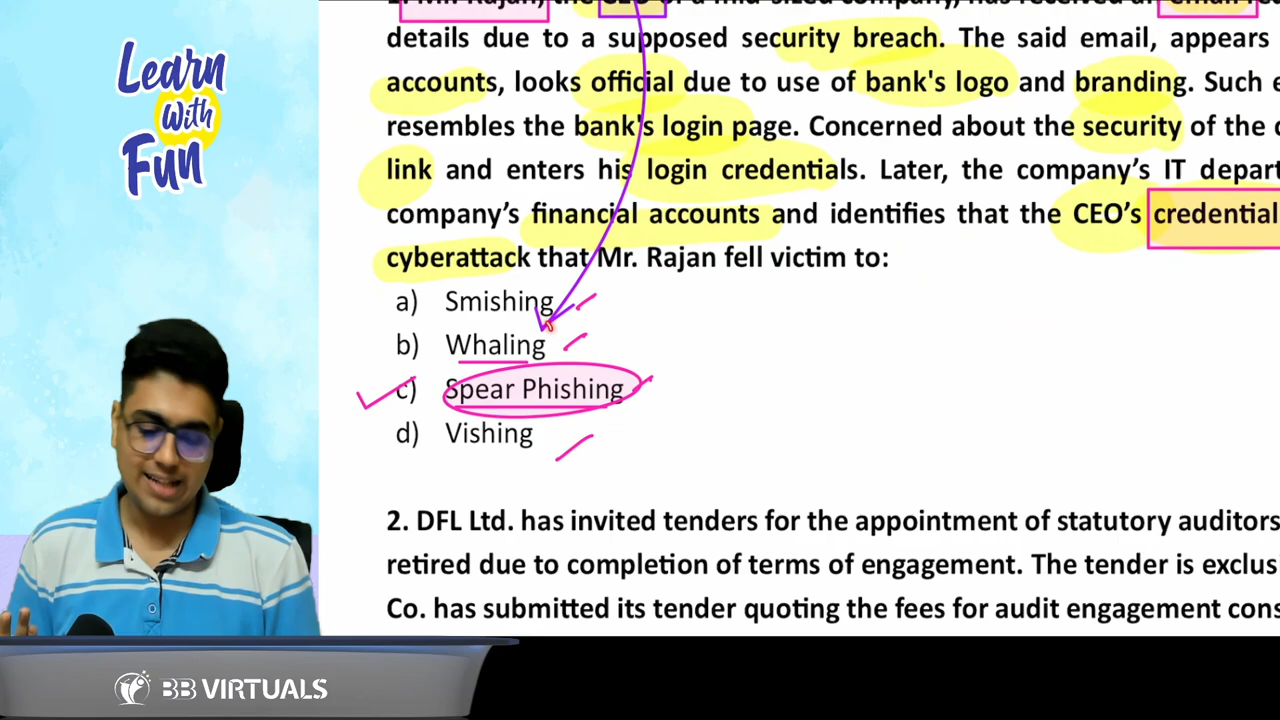 Learn
With
Fun
details due to a supposed security breach. The said email, appears
accounts, looks official due to use of bank's logo and branding. Such
resembles the bank's login page. Concerned about the security of the
link and enters his login credentials. Later, the company's IT depart
company's financial accounts and identifies that the CEO's credential
cyberattack that Mr. Rajan fell victim to:
a) Smishing
b) Whaling
c) Spear Phishing
d) Vishing
2. DFL Ltd. has invited tenders for the appointment of statutory auditors
retired due to completion of terms of engagement. The tender is exclus
Co. has submitted its tender quoting the fees for audit engagement cons
BB VIRTUALS